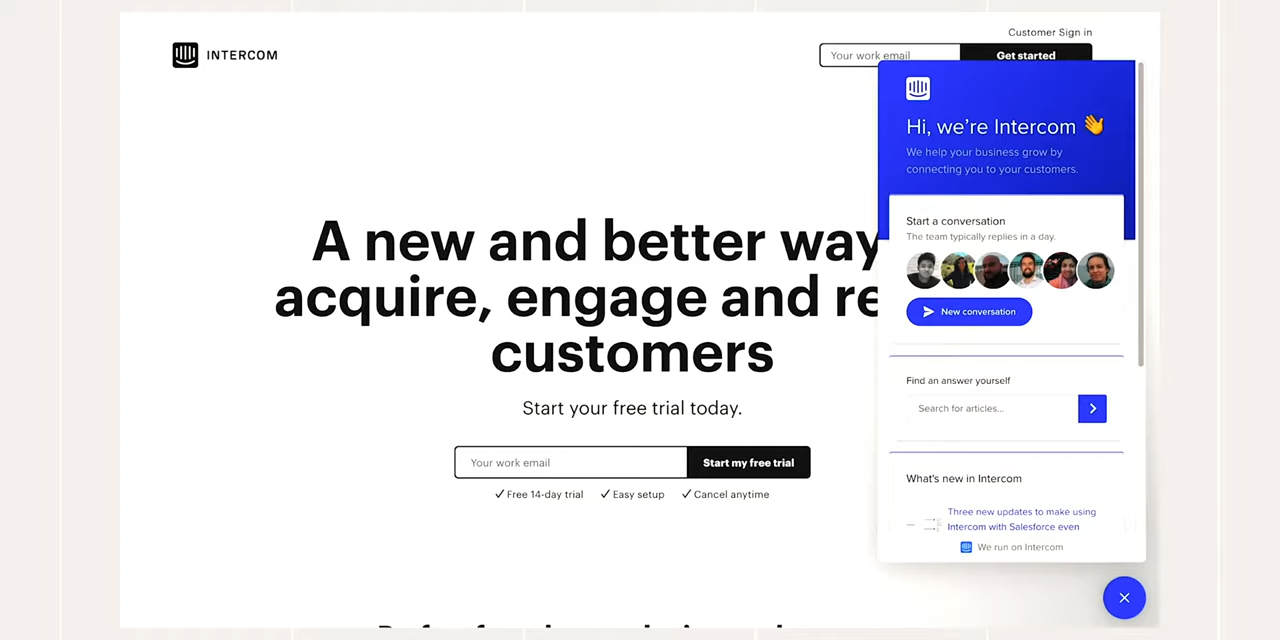 Customer Sign in
INTERCOM
Your work email
Get started
Hi, we're Intercom 👋
We help your business grow by
connecting you to your customers.
A new and better way
acquire, engage and re
customers
Start your free trial today.
Your work email
Start my free trial
✓ Free 14-day trial ✓ Easy setup ✓ Cancel anytime
Start a conversation
The team typically replies in a day.
New conversation
Find an answer yourself
Search for articles...
What's new in Intercom
Three new updates to make using
Intercom with Salesforce even
We run on Intercom